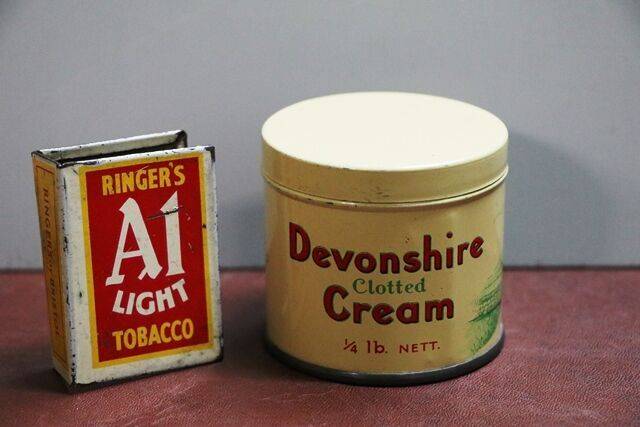 RINGER'S
A1
LIGHT
TOBACCO
Devonshire
Clotted
Cream
¼ lb. NETT.